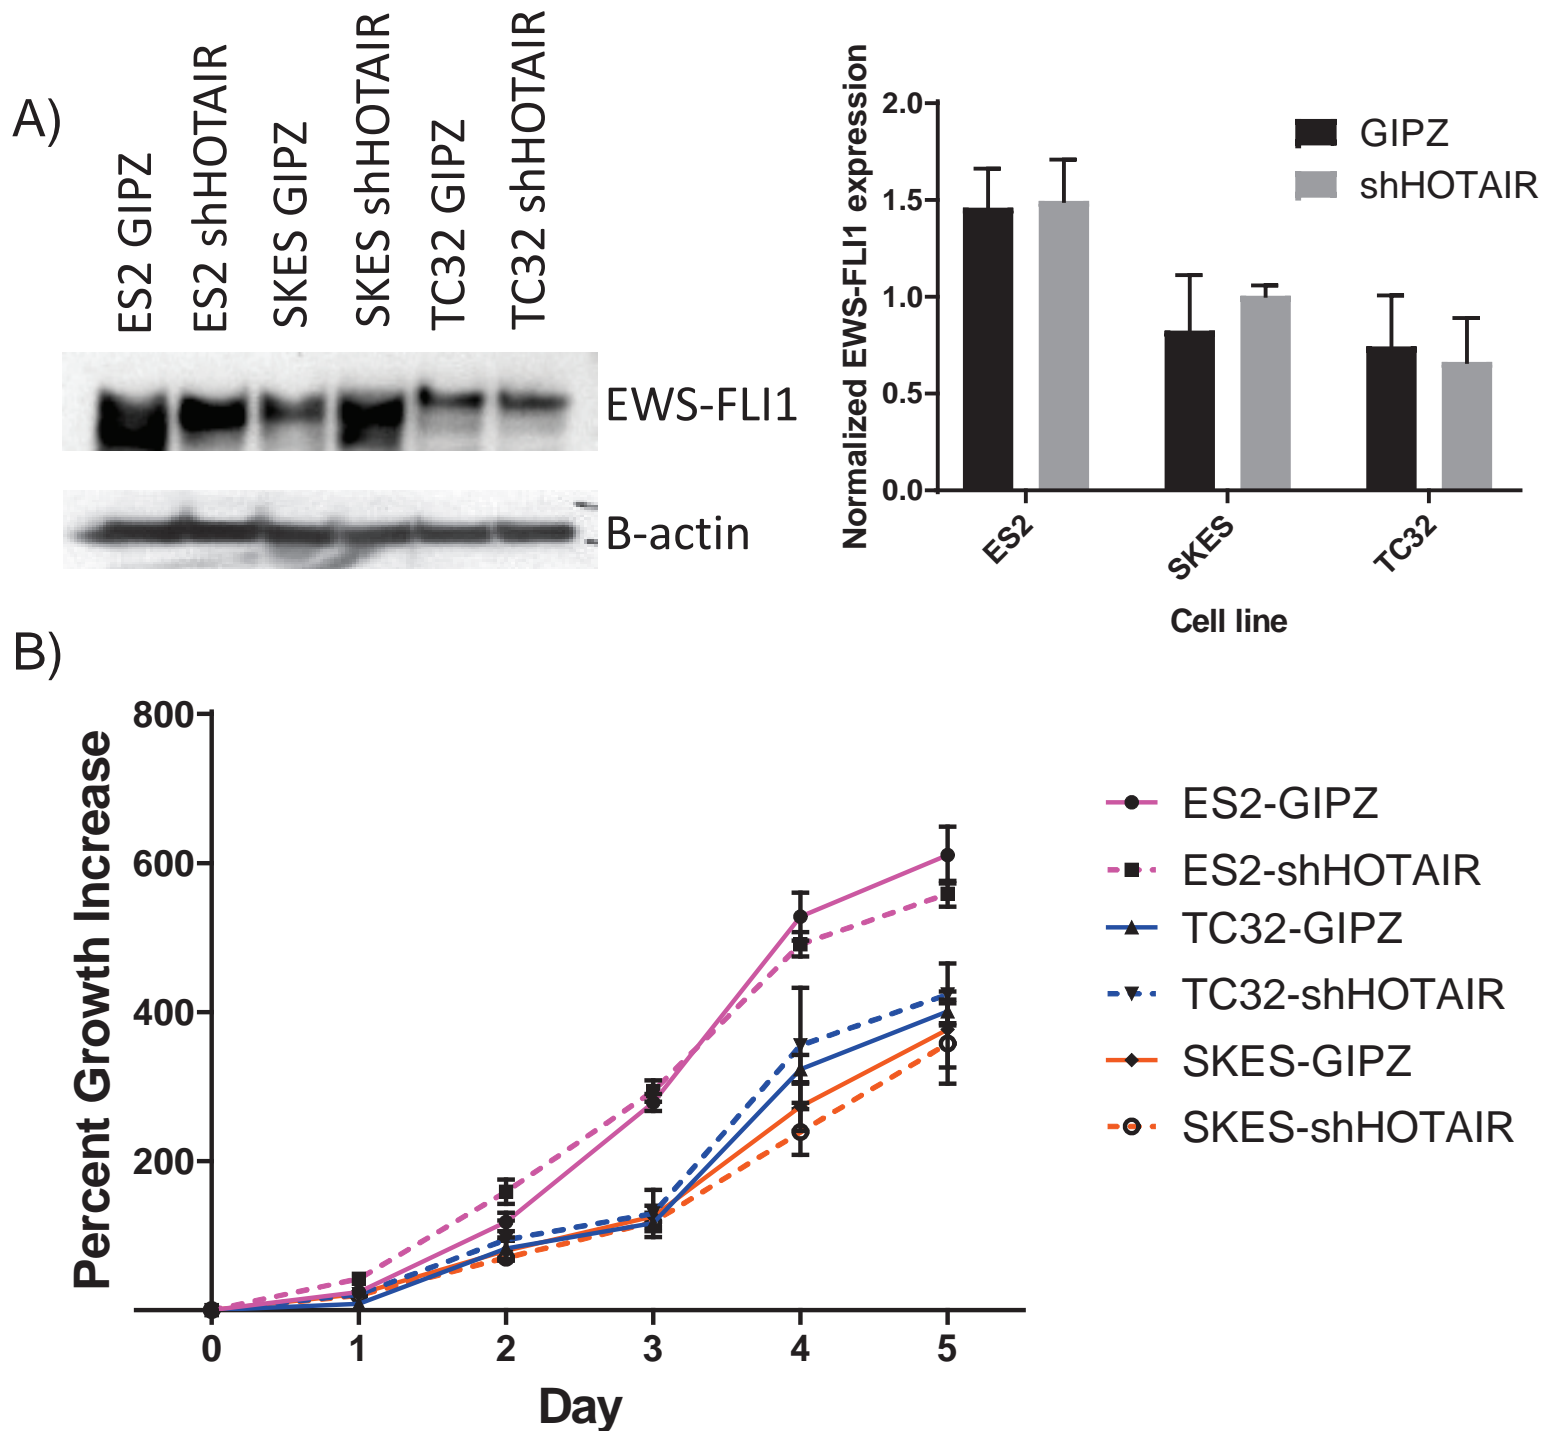 A)
ES2 GIPZ
ES2 shHOTAIR
SKES GIPZ
SKES shHOTAIR
TC32 GIPZ
TC32 shHOTAIR
EWS-FLI1
B-actin
Normalized EWS-FLI1 expression
2.0
1.5
1.0
0.5
0.0
GIPZ
shHOTAIR
ES2
SKES
TC32
Cell line
B)
Percent Growth Increase
800
600
400
200
0
1
2
3
4
5
Day
ES2-GIPZ
ES2-shHOTAIR
TC32-GIPZ
TC32-shHOTAIR
SKES-GIPZ
SKES-shHOTAIR